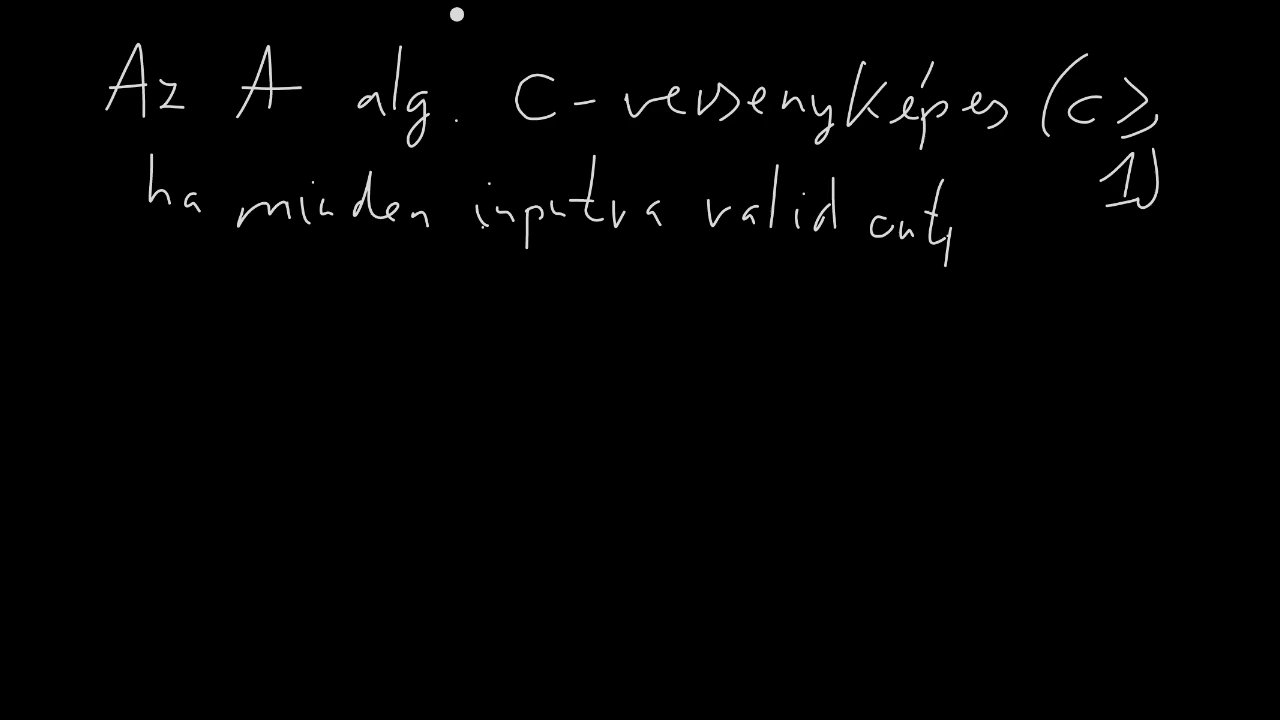 Az A alg. C-versenyképes (c ≥ 1)
ha minden inputra valid out,